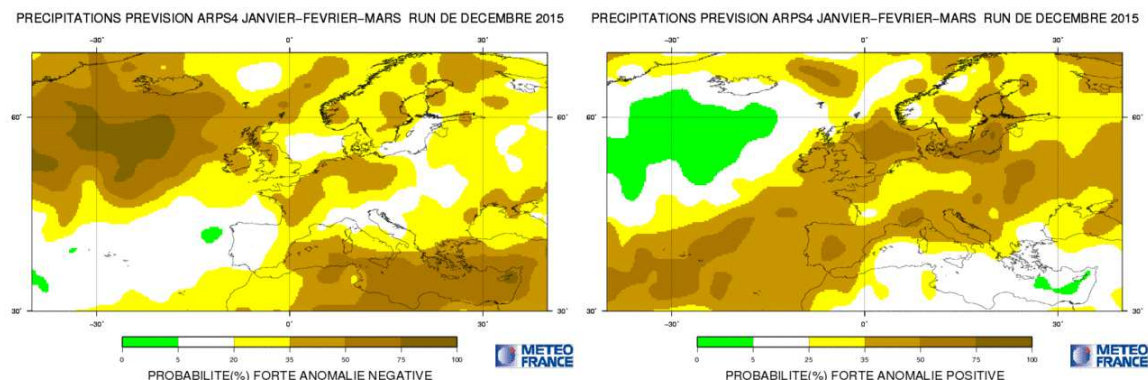 PRECIPITATIONS PREVISION ARPS4 JANVIER-FEVRIER-MARS RUN DE DECEMBRE 2015
-30° 0° 30°
60° 60°
30° 30°
-30° 0° 30°
0 5 20 35 50 75 100
PROBABILITE(%) FORTE ANOMALIE NEGATIVE
METEO
FRANCE
PRECIPITATIONS PREVISION ARPS4 JANVIER-FEVRIER-MARS RUN DE DECEMBRE 2015
-30° 0° 30°
60° 60°
30° 30°
-30° 0° 30°
0 5 25 35 50 75 100
PROBABILITE(%) FORTE ANOMALIE POSITIVE
METEO
FRANCE